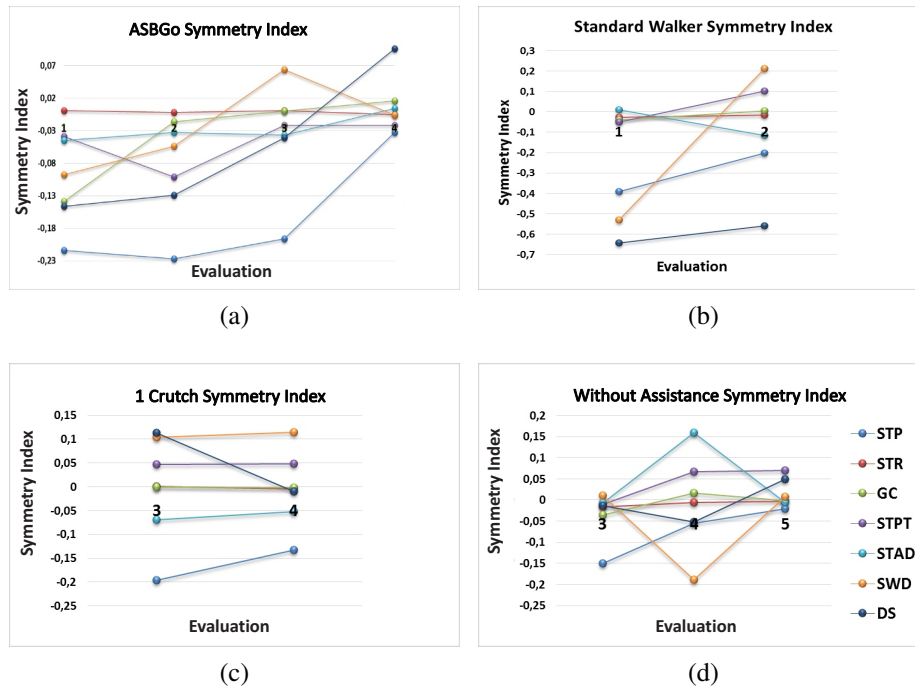 ASBGo Symmetry Index
Symmetry Index
0,07
0,02
-0,03
-0,08
-0,13
-0,18
-0,23
1
2
3
4
Evaluation
(a)
Standard Walker Symmetry Index
Symmetry Index
0,3
0,2
0,1
0
-0,1
-0,2
-0,3
-0,4
-0,5
-0,6
-0,7
1
2
Evaluation
(b)
1 Crutch Symmetry Index
Symmetry Index
0,15
0,1
0,05
0
-0,05
-0,1
-0,15
-0,2
-0,25
3
4
Evaluation
(c)
Without Assistance Symmetry Index
Symmetry Index
0,2
0,15
0,1
0,05
0
-0,05
-0,1
-0,15
-0,2
-0,25
3
4
5
Evaluation
STP
STR
GC
STPT
STAD
SWD
DS
(d)